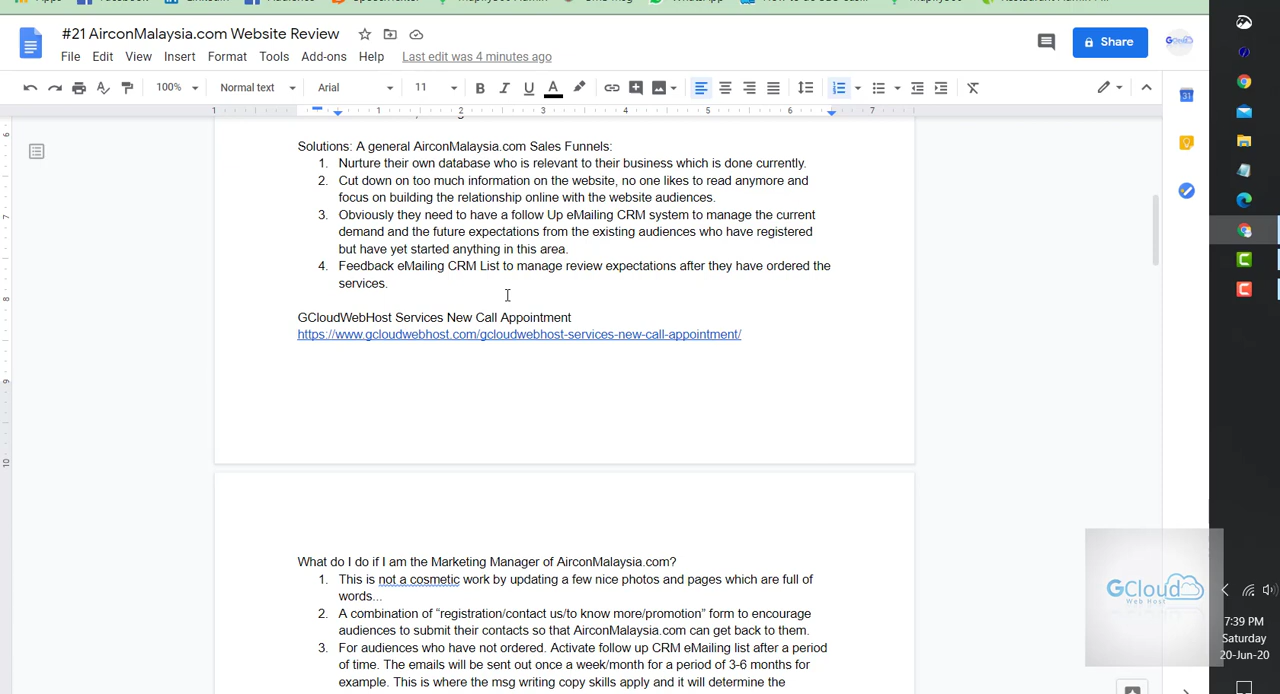 #21 AirconMalaysia.com Website Review
File Edit View Insert Format Tools Add-ons Help Last edit was 4 minutes ago
Share
GCloud
100% Normal text Arial 11 B I U A
1 1 2 3 4 5 6 7
31
Solutions: A general AirconMalaysia.com Sales Funnels:
1. Nurture their own database who is relevant to their business which is done currently.
2. Cut down on too much information on the website, no one likes to read anymore and
focus on building the relationship online with the website audiences.
3. Obviously they need to have a follow Up eMailing CRM system to manage the current
demand and the future expectations from the existing audiences who have registered
but have yet started anything in this area.
4. Feedback eMailing CRM List to manage review expectations after they have ordered the
services.
GCloudWebHost Services New Call Appointment
https://www.gcloudwebhost.com/gcloudwebhost-services-new-call-appointment/
What do I do if I am the Marketing Manager of AirconMalaysia.com?
1. This is not a cosmetic work by updating a few nice photos and pages which are full of
words...
2. A combination of “registration/contact us/to know more/promotion” form to encourage
audiences to submit their contacts so that AirconMalaysia.com can get back to them.
3. For audiences who have not ordered. Activate follow up CRM eMailing list after a period
of time. The emails will be sent out once a week/month for a period of 3-6 months for
example. This is where the msg writing copy skills apply and it will determine the
GCloud
Web Host
7:39 PM
Saturday
20-Jun-20